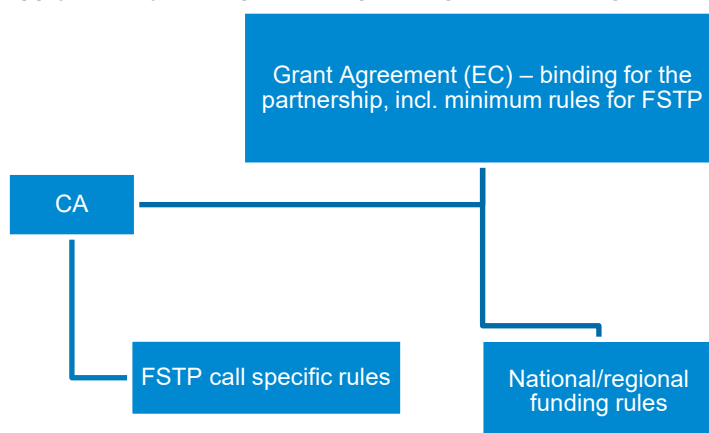 Grant Agreement (EC) – binding for the
partnership, incl. minimum rules for FSTP
CA
FSTP call specific rules
National/regional
funding rules